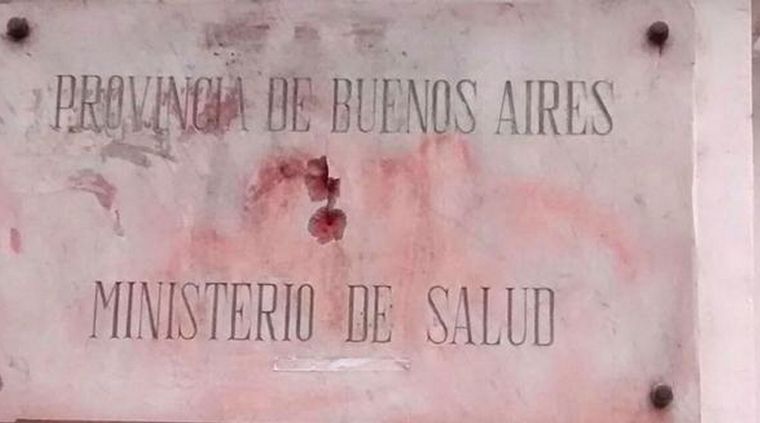 PROVINCIA DE BUENOS AIRES
MINISTERIO DE SALUD